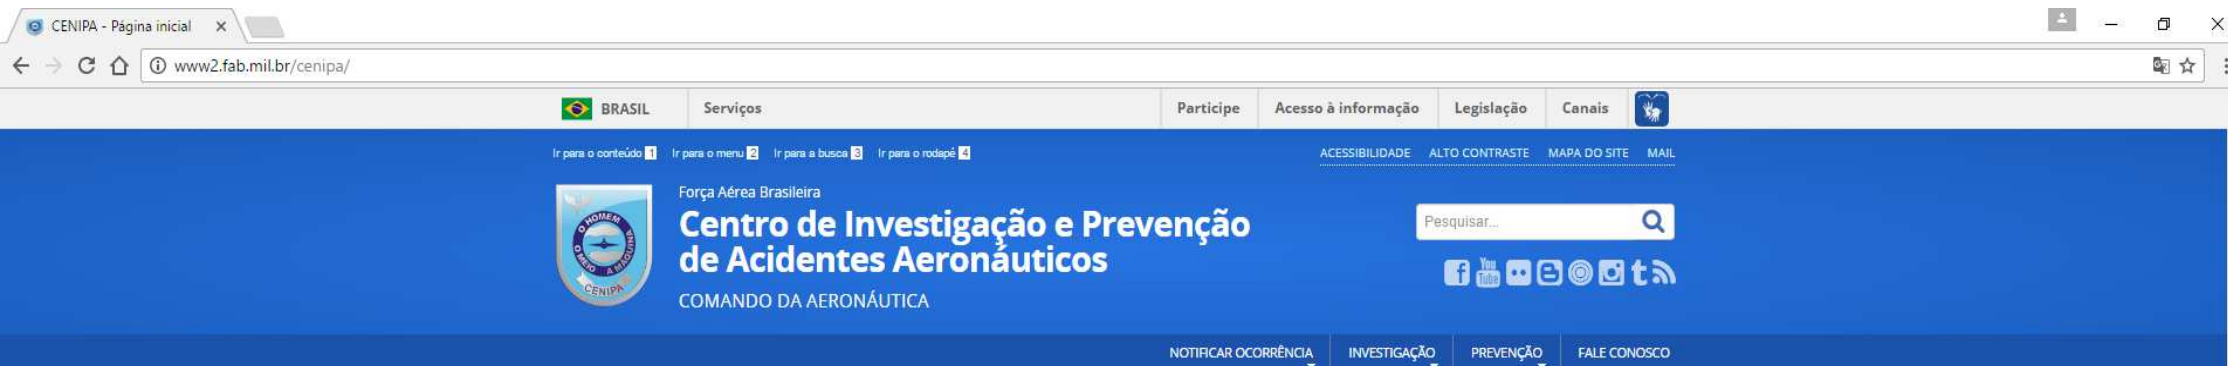 CENIPA - Página inicial
www2.fab.mil.br/cenipa/
BRASIL Serviços Participe Acesso à informação Legislação Canais
Ir para o conteúdo 1 Ir para o menu 2 Ir para a busca 3 Ir para o rodapé 4 ACESSIBILIDADE ALTO CONTRASTE MAPA DO SITE MAIL
Força Aérea Brasileira
Centro de Investigação e Prevenção
de Acidentes Aeronáuticos
COMANDO DA AERONÁUTICA
O HOMEM
O MEIO A MÁQUINA
CENIPA
Pesquisar...
You Tube
NOTIFICAR OCORRÊNCIA INVESTIGAÇÃO PREVENÇÃO FALE CONOSCO